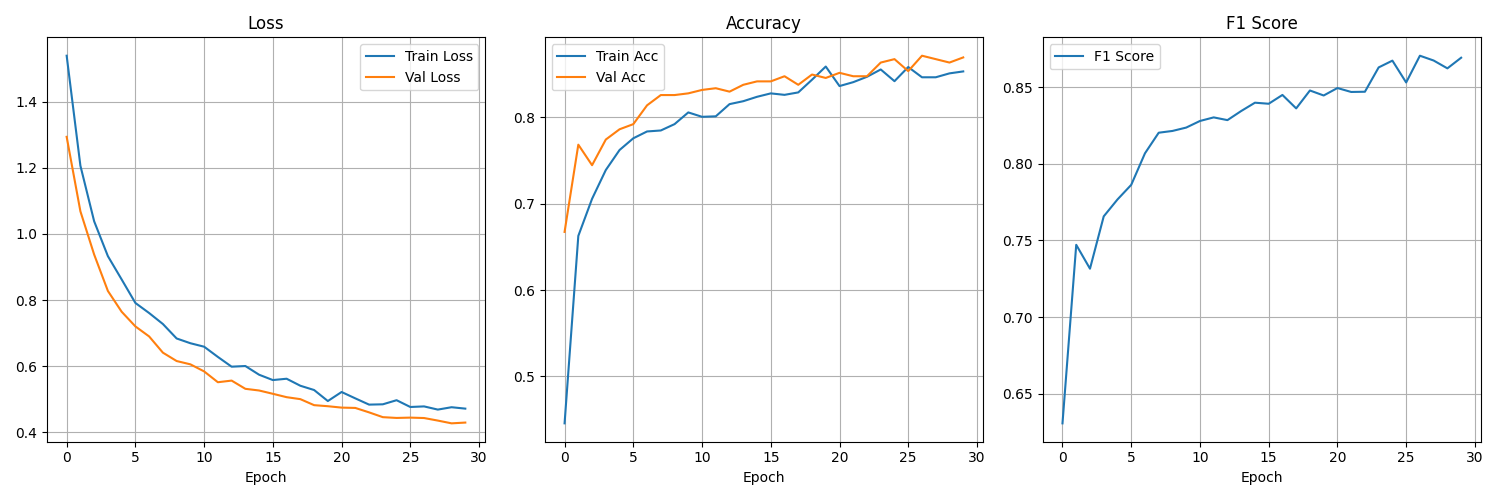 Loss
Train Loss
Val Loss
1.4
1.2
1.0
0.8
0.6
0.4
0 5 10 15 20 25 30
Epoch
Accuracy
Train Acc
Val Acc
0.8
0.7
0.6
0.5
0 5 10 15 20 25 30
Epoch
F1 Score
F1 Score
0.85
0.80
0.75
0.70
0.65
0 5 10 15 20 25 30
Epoch